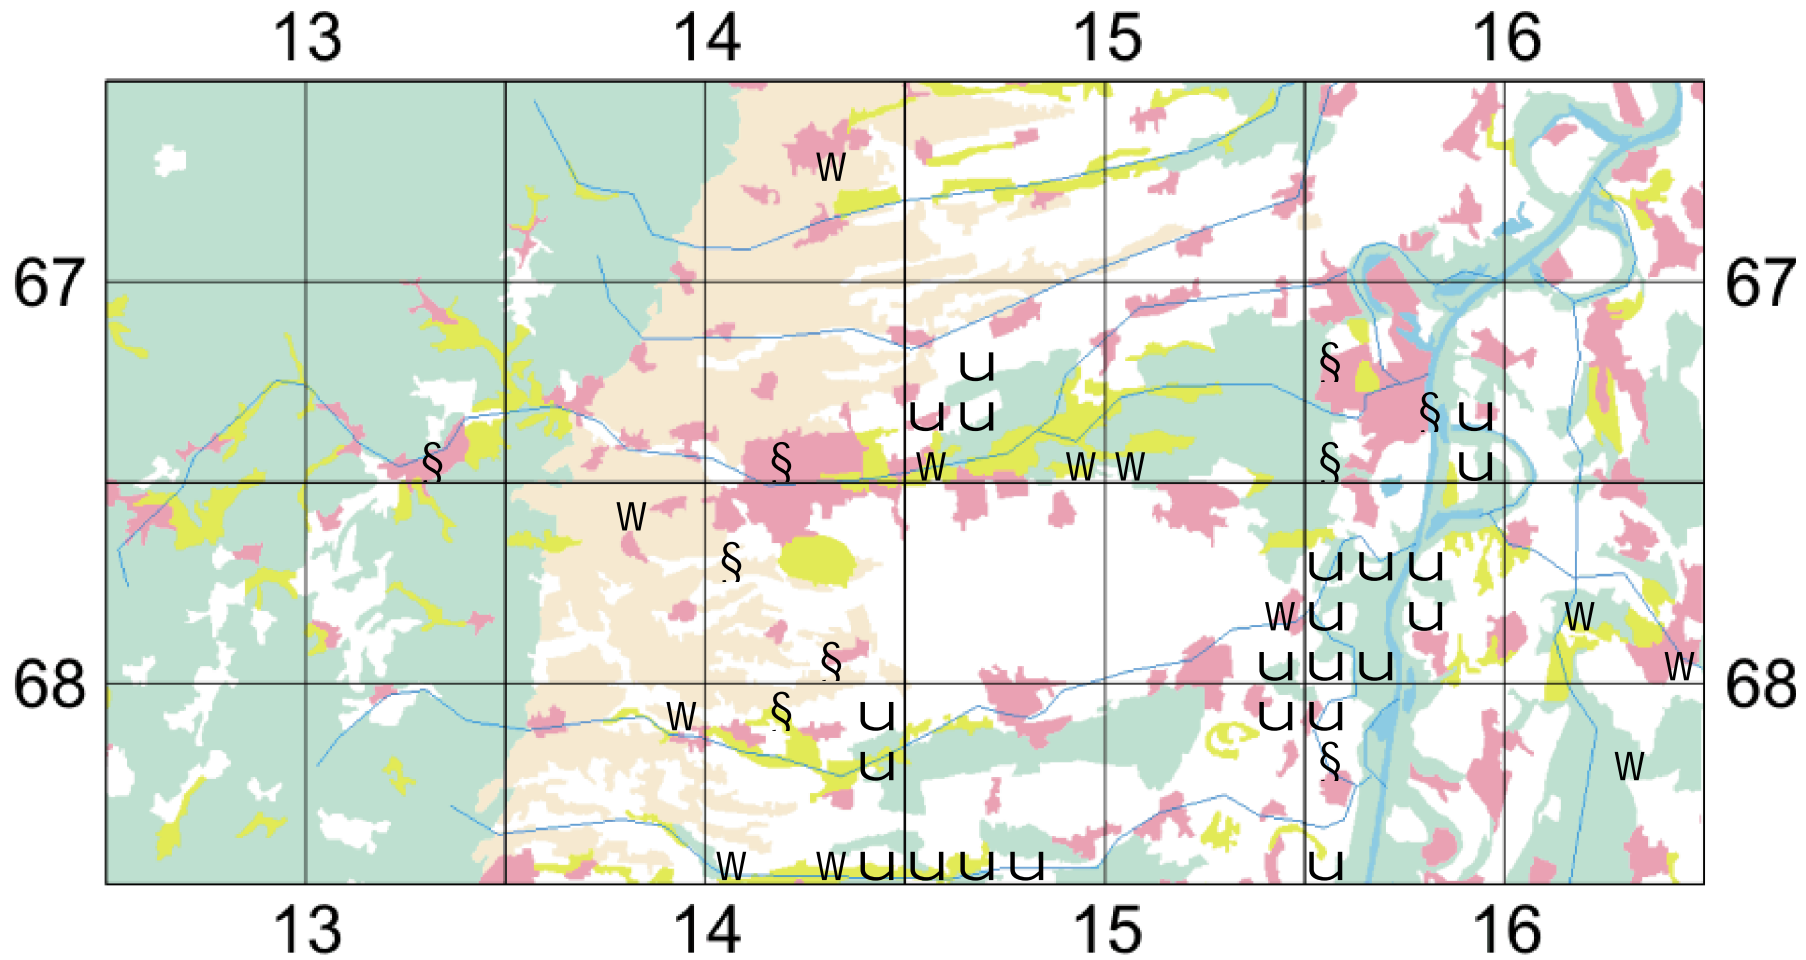 13 14 15 16
W
67 67
u §
u u § u
§ § W W W § u
W
§ u u u
W u u W
§ u u u W
68 68
W § u u u
u § W
W W u u u u u
13 14 15 16